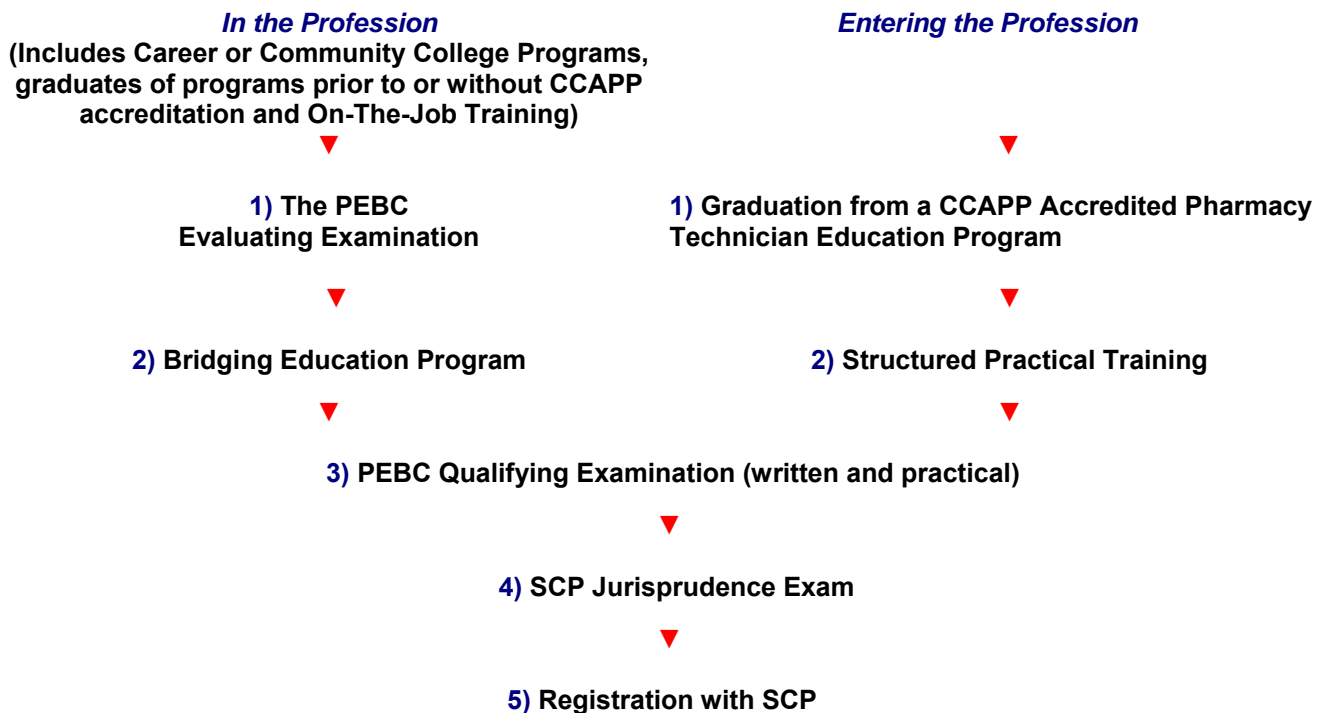 In the Profession
(Includes Career or Community College Programs,
graduates of programs prior to or without CCAPP
accreditation and On-The-Job Training)
1) The PEBC
Evaluating Examination
2) Bridging Education Program
Entering the Profession
1) Graduation from a CCAPP Accredited Pharmacy
Technician Education Program
2) Structured Practical Training
3) PEBC Qualifying Examination (written and practical)
4) SCP Jurisprudence Exam
5) Registration with SCP